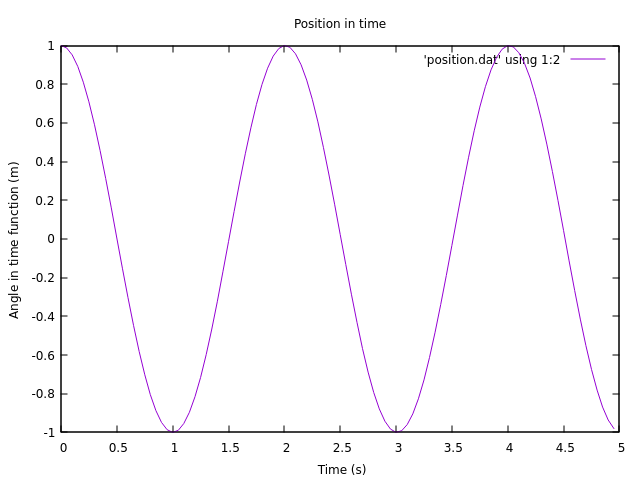 Position in time
'position.dat' using 1:2
1
0.8
0.6
0.4
0.2
0
-0.2
-0.4
-0.6
-0.8
-1
Angle in time function (m)
0 0.5 1 1.5 2 2.5 3 3.5 4 4.5 5
Time (s)